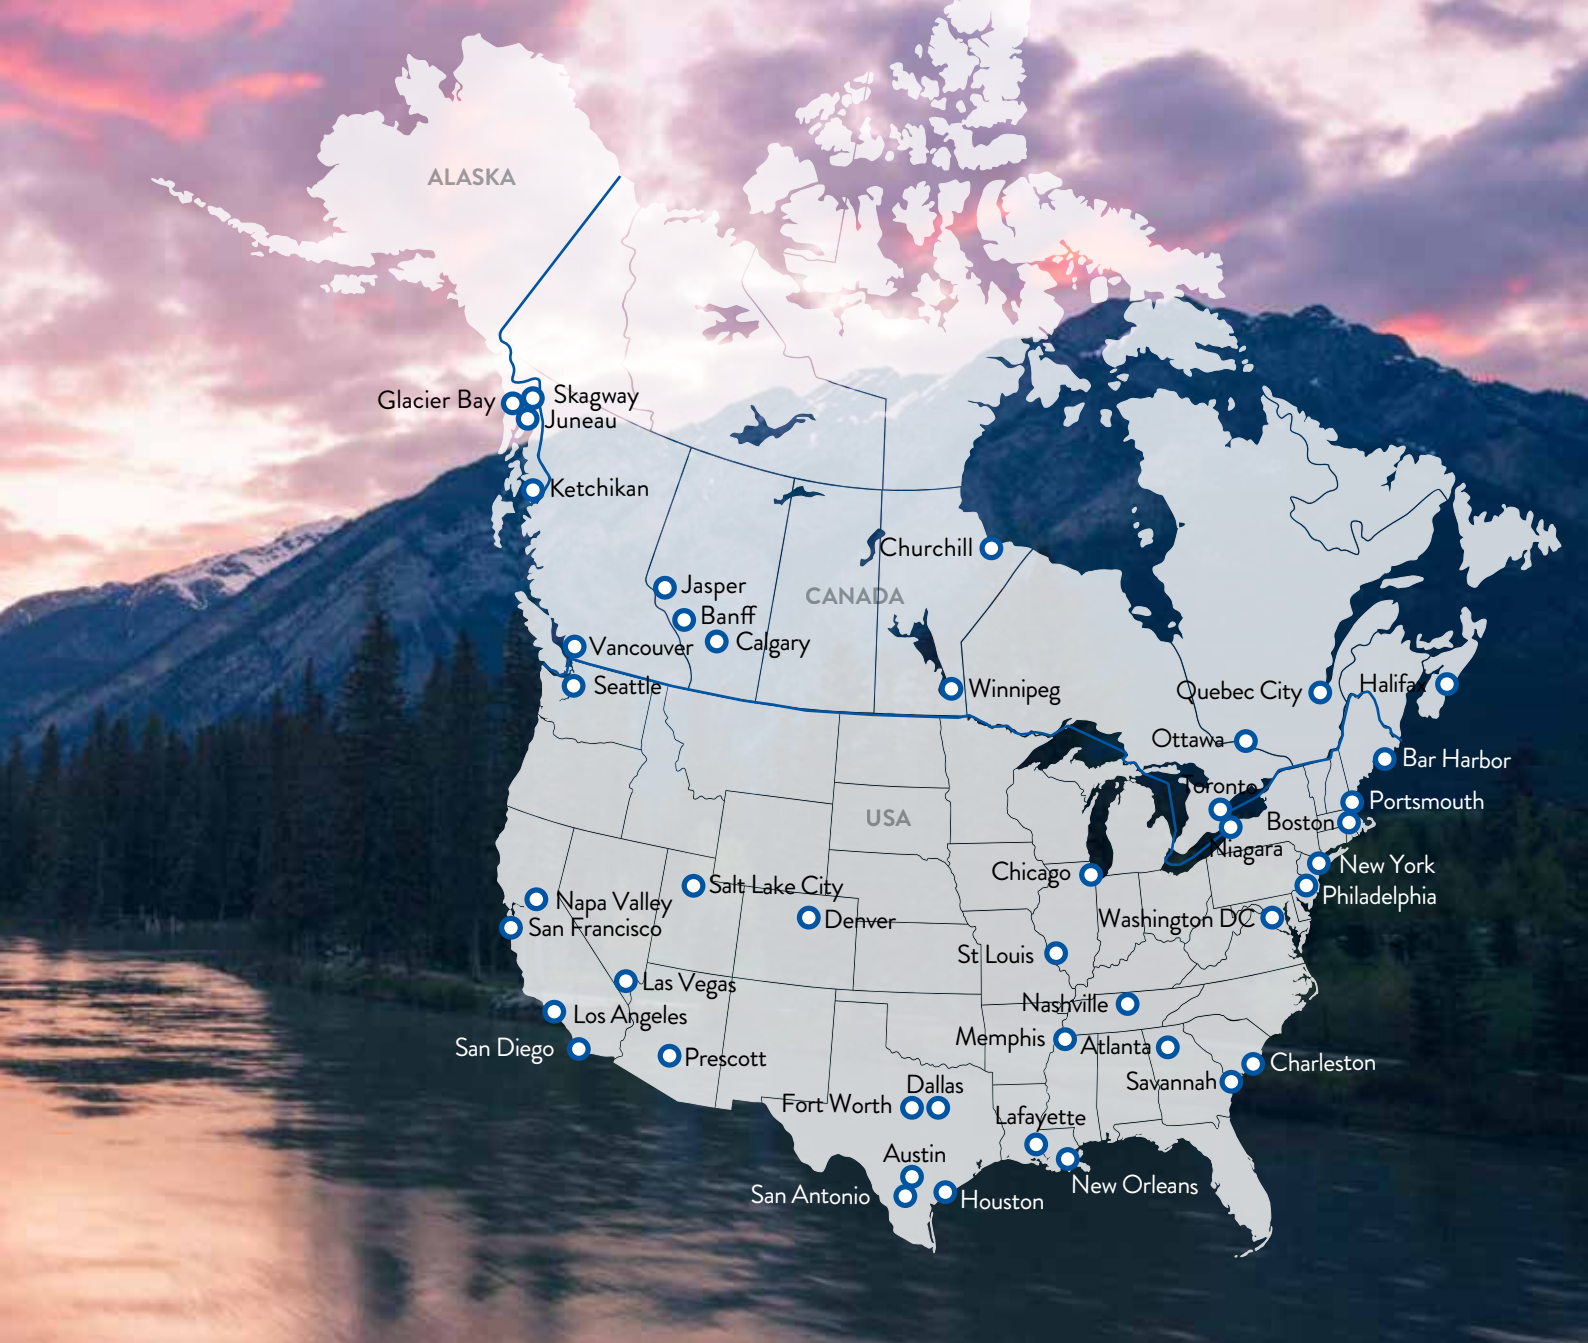 ALASKA
Glacier Bay
Skagway
Juneau
Ketchikan
Churchill
Jasper
CANADA
Banff
Calgary
Vancouver
Seattle
Winnipeg
Quebec City
Halifax
Ottawa
Bar Harbor
Toronto
Portsmouth
USA
Boston
Niagara
New York
Chicago
Salt Lake City
Philadelphia
Napa Valley
Denver
Washington DC
San Francisco
St Louis
Las Vegas
Nashville
Los Angeles
Memphis
Atlanta
San Diego
Prescott
Charleston
Savannah
Dallas
Fort Worth
Lafayette
Austin
New Orleans
San Antonio
Houston